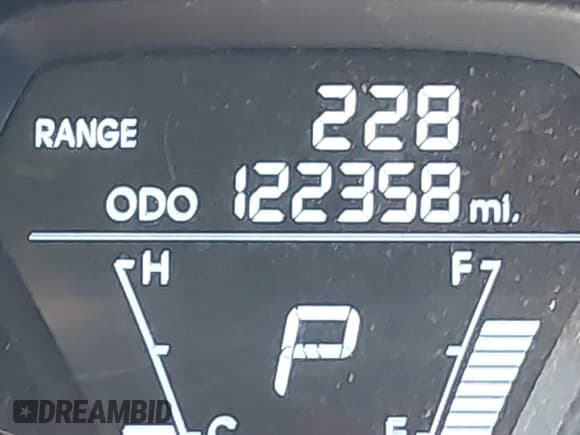 RANGE 228
ODO 122358 mi.
H F
P
C E
DREAMBID